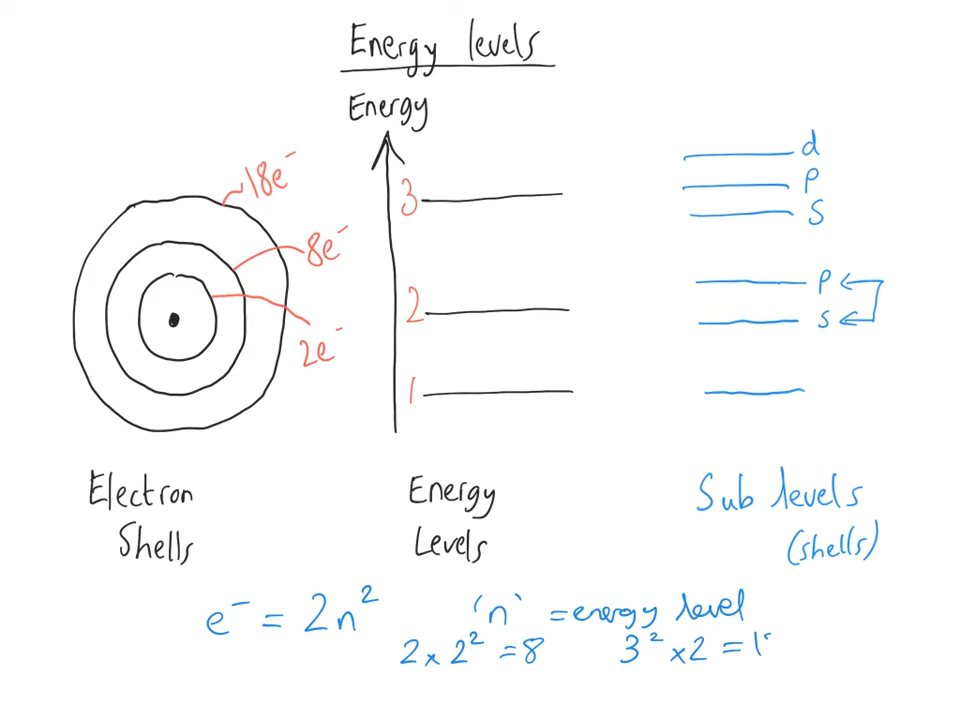 Energy levels
Energy
18e⁻
8e⁻
2e⁻
3
2
1
d
p
s
p
s
Electron
Shells
Energy
Levels
Sub levels
(shells)
e⁻ = 2n² 'n' = energy level
2 × 2² = 8 3² × 2 = 1